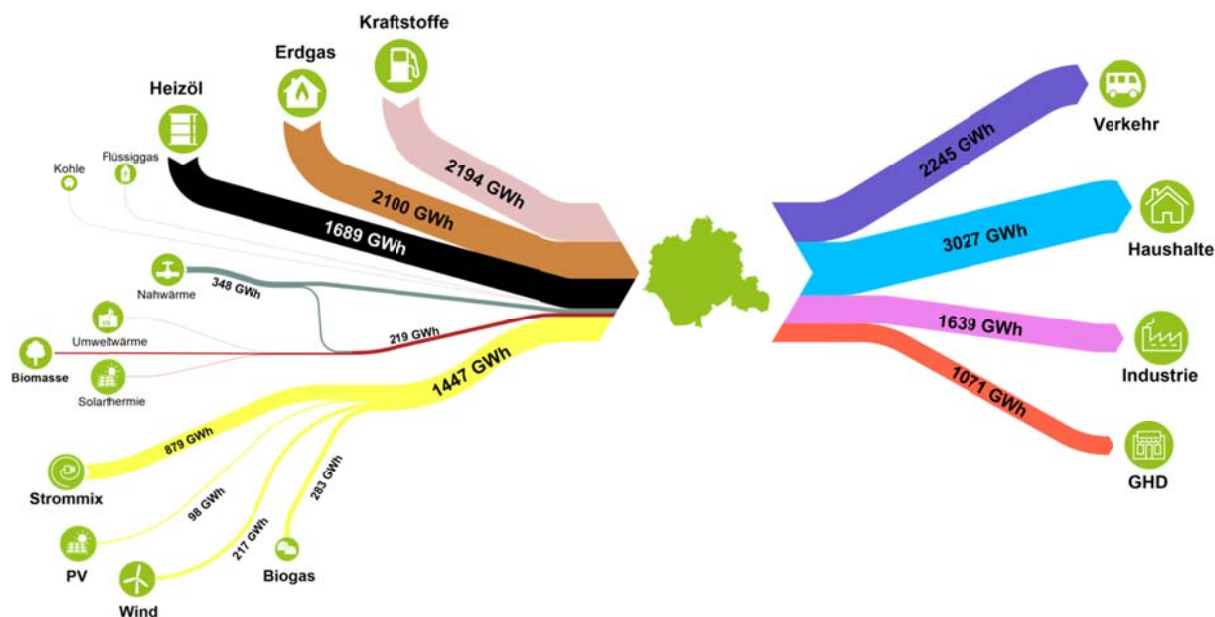 Kraftstoffe
Erdgas
Heizöl
Flüssiggas
Kohle
Verkehr
2245 GWh
2194 GWh
2100 GWh
1689 GWh
3027 GWh
Haushalte
Nahwärme
348 GWh
Umweltwärme
219 GWh
Biomasse
Solarthermie
1639 GWh
Industrie
1447 GWh
1071 GWh
879 GWh
Strommix
98 GWh
217 GWh
283 GWh
GHD
PV
Wind
Biogas